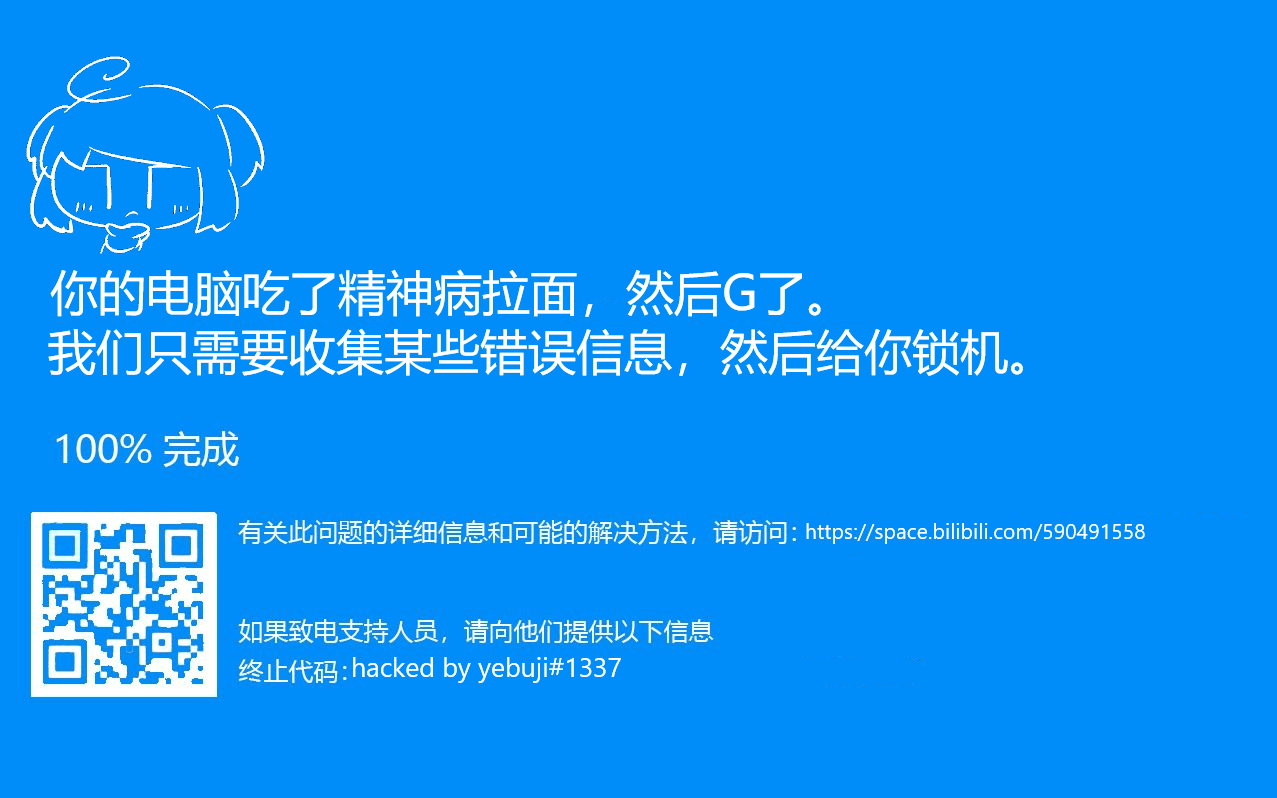 你的电脑吃了精神病拉面，然后G了。
我们只需要收集某些错误信息，然后给你锁机。
100% 完成
有关此问题的详细信息和可能的解决方法，请访问：https://space.bilibili.com/590491558
如果致电支持人员，请向他们提供以下信息
终止代码：hacked by yebuji#1337